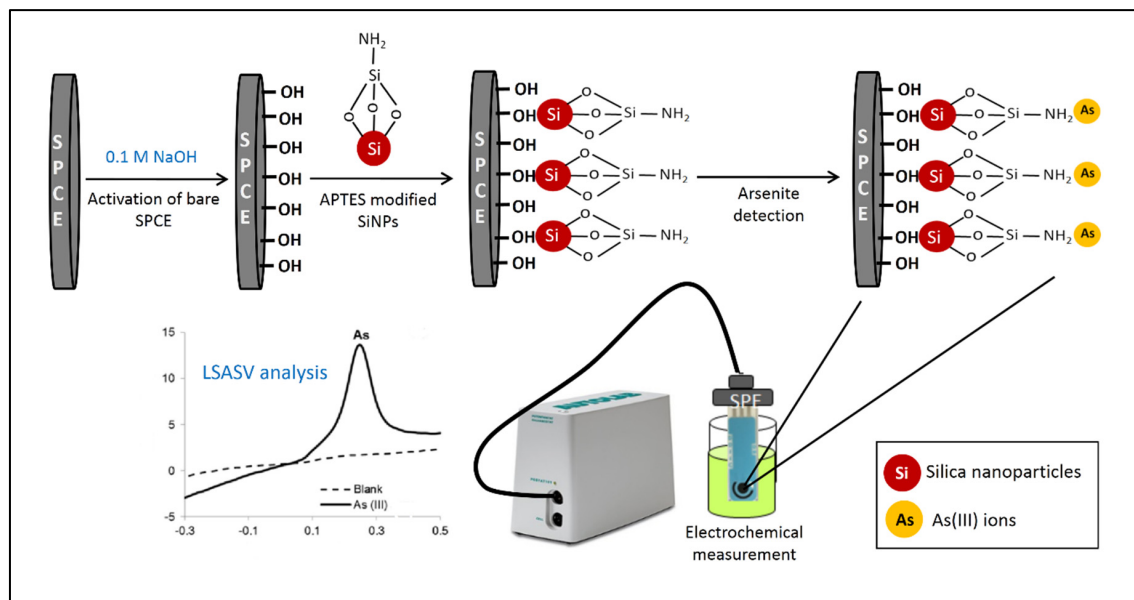 SPCE
0.1 M NaOH
Activation of bare
SPCE
SPCE
OH
OH
OH
OH
OH
OH
OH
OH
NH2
Si
O O O
Si
APTES modified
SiNPs
SPCE
OH
OH
OH
OH
OH
OH
OH
OH
Si O O O Si NH2
Si O O O Si NH2
Si O O O Si NH2
Arsenite
detection
SPCE
OH
OH
OH
OH
OH
OH
OH
OH
Si O O O Si NH2 As
Si O O O Si NH2 As
Si O O O Si NH2 As
LSASV analysis
As
15
10
5
0
-5
-0.3 -0.1 0.1 0.3 0.5
Blank
As (III)
SPE
Electrochemical
measurement
Si Silica nanoparticles
As As(III) ions